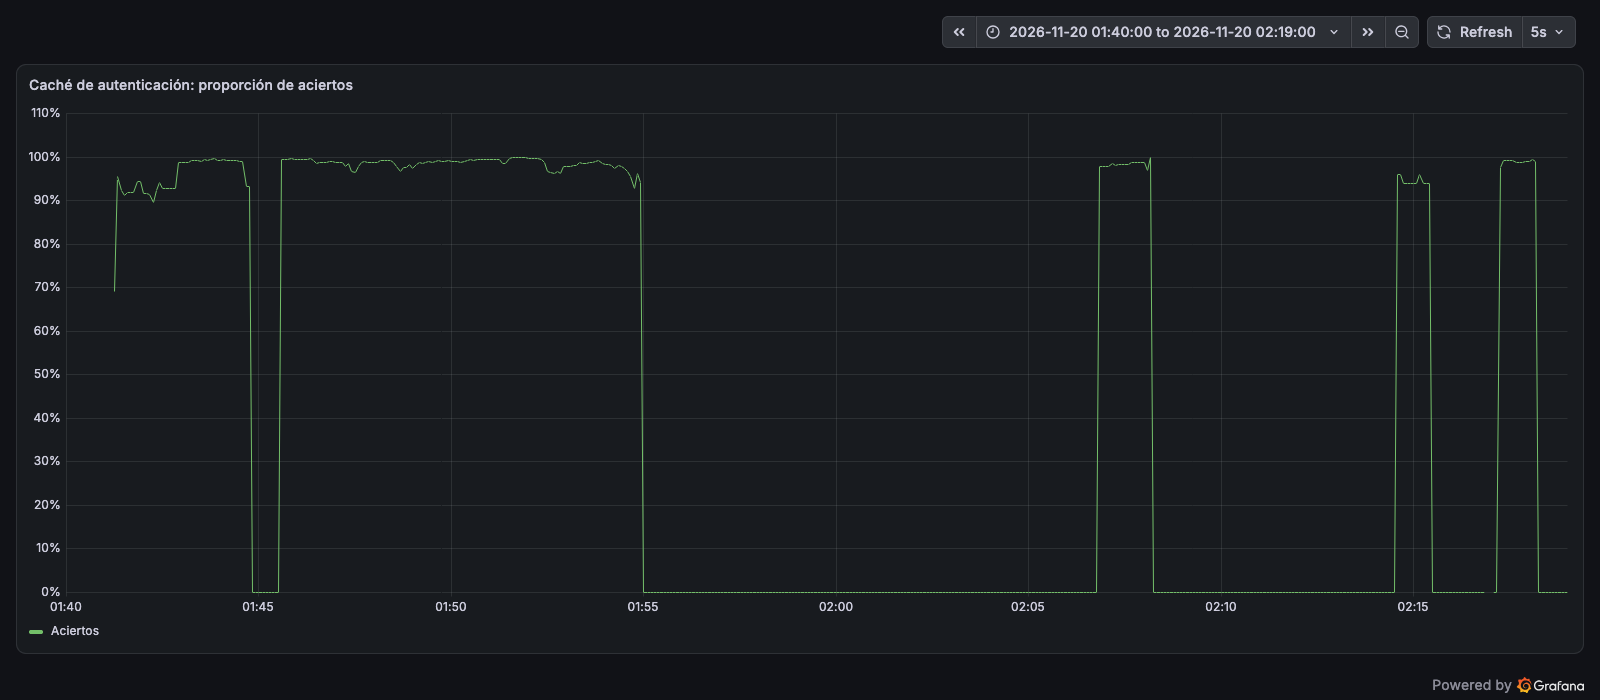 2026-11-20 01:40:00 to 2026-11-20 02:19:00
Refresh
5s
Caché de autenticación: proporción de aciertos
110%
100%
90%
80%
70%
60%
50%
40%
30%
20%
10%
0%
01:40 01:45 01:50 01:55 02:00 02:05 02:10 02:15
Aciertos
Powered by Grafana